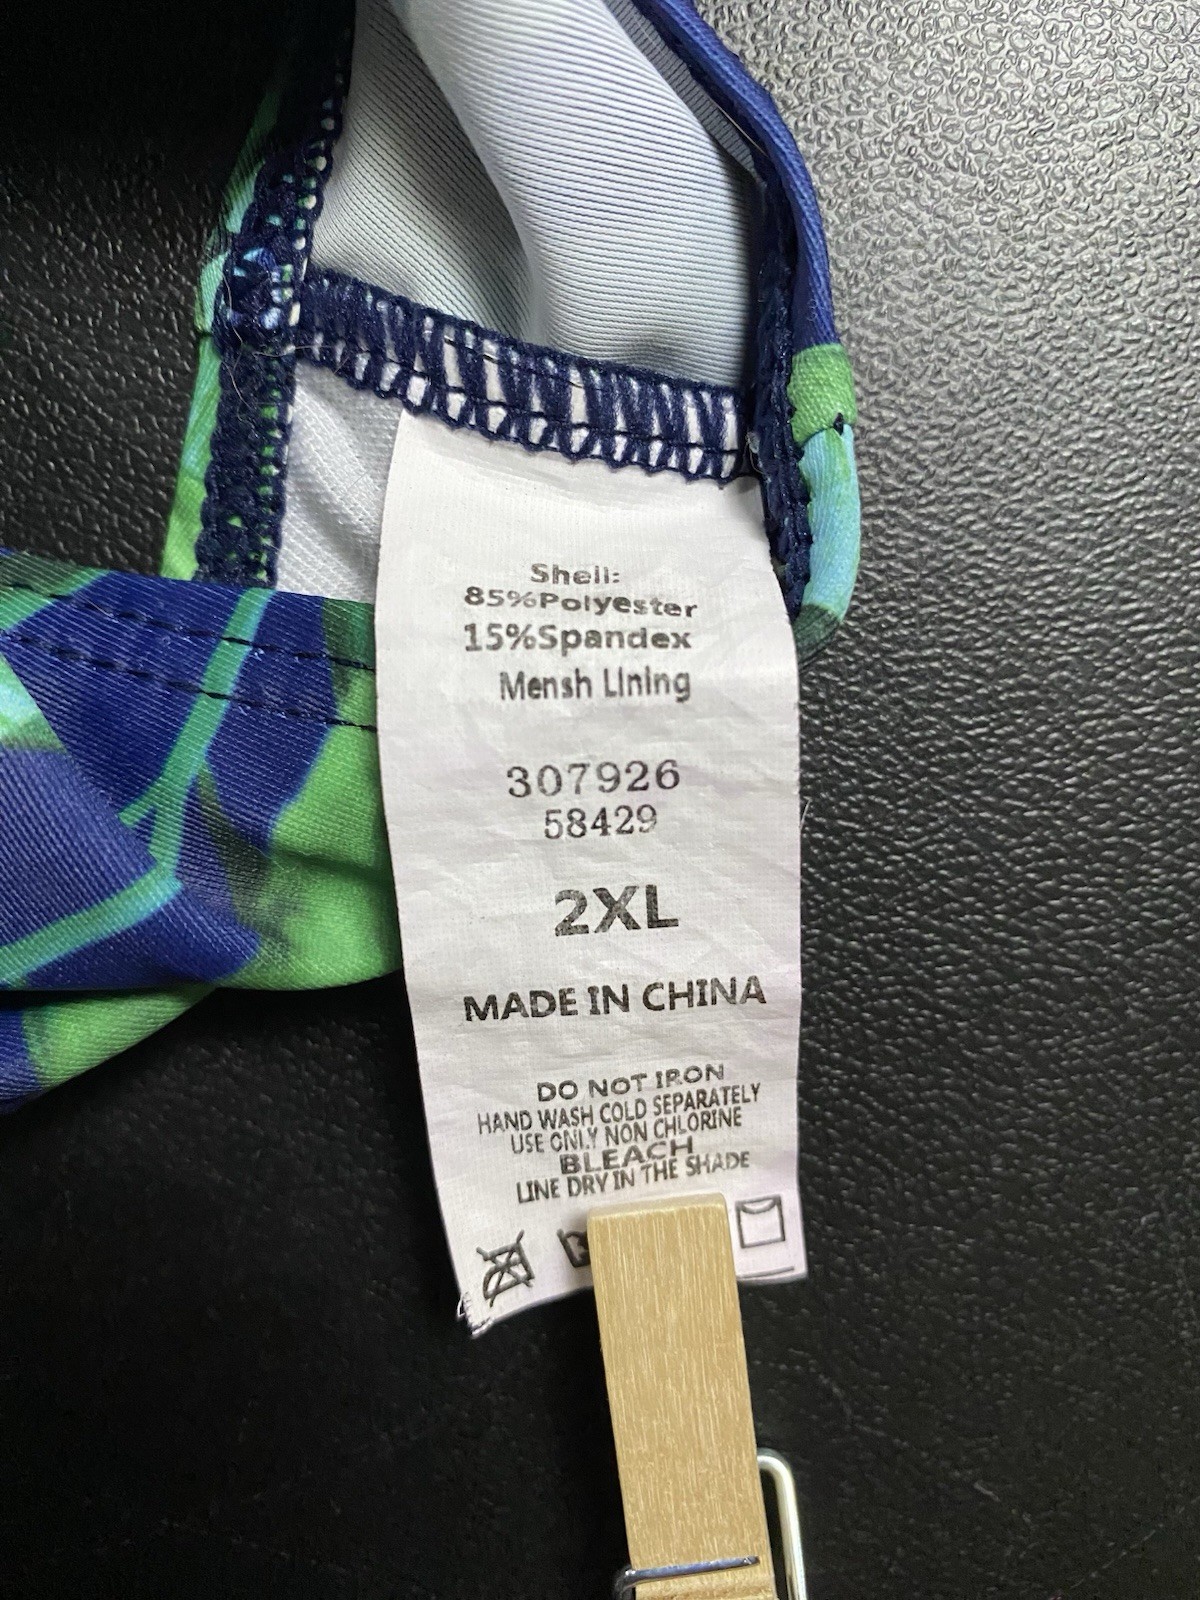 Shell:
85%Polyester
15%Spandex
Mensh Lining
307926
58429
2XL
MADE IN CHINA
DO NOT IRON
HAND WASH COLD SEPARATELY
USE ONLY NON CHLORINE
BLEACH
LINE DRY IN THE SHADE